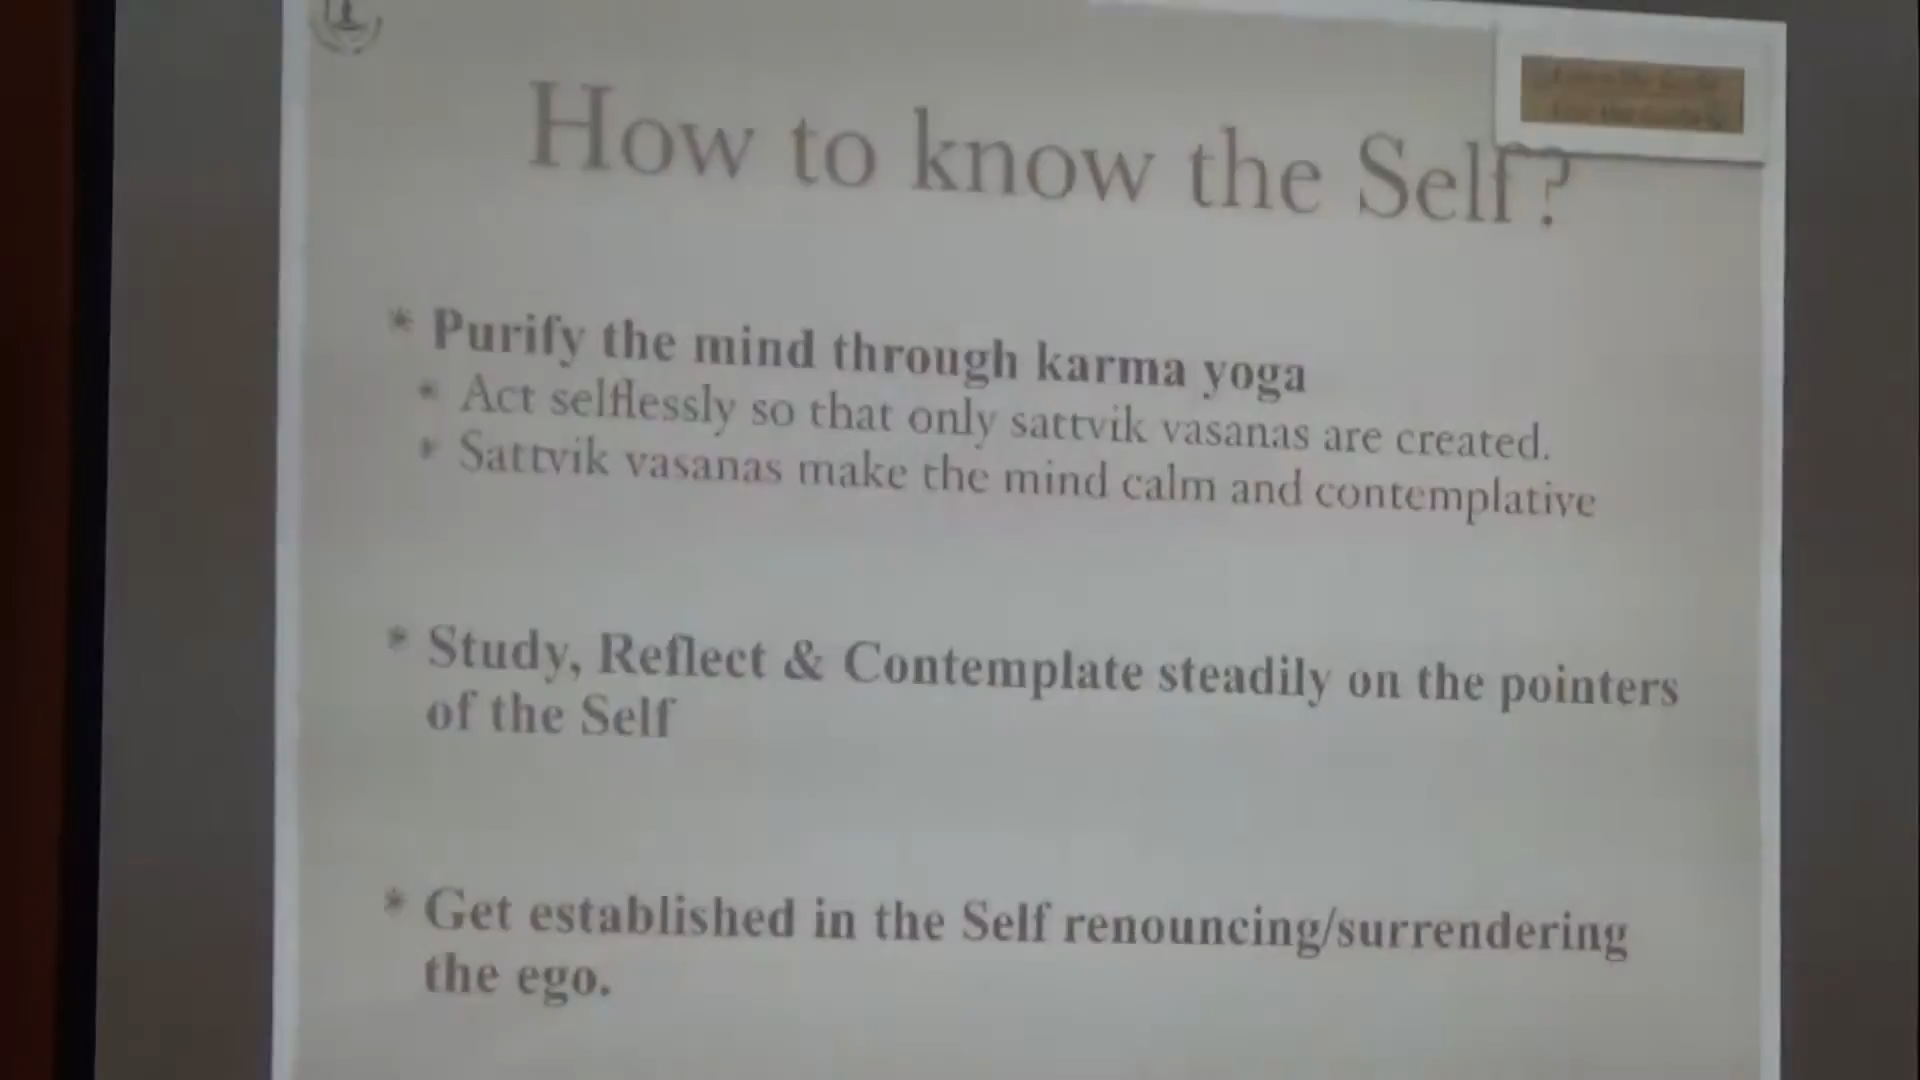 How to know the Self?
* Purify the mind through karma yoga
* Act selflessly so that only sattvik vasanas are created.
* Sattvik vasanas make the mind calm and contemplative
* Study, Reflect & Contemplate steadily on the pointers
of the Self
* Get established in the Self renouncing/surrendering
the ego.